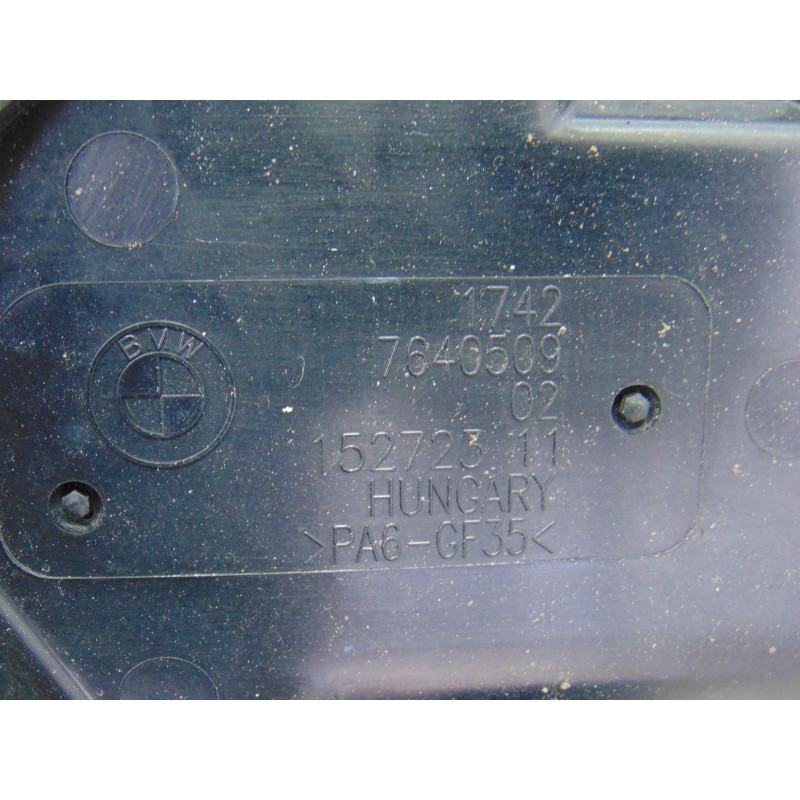 BMW
1742
7640509
02
152723 11
HUNGARY
>PA6-GF35<